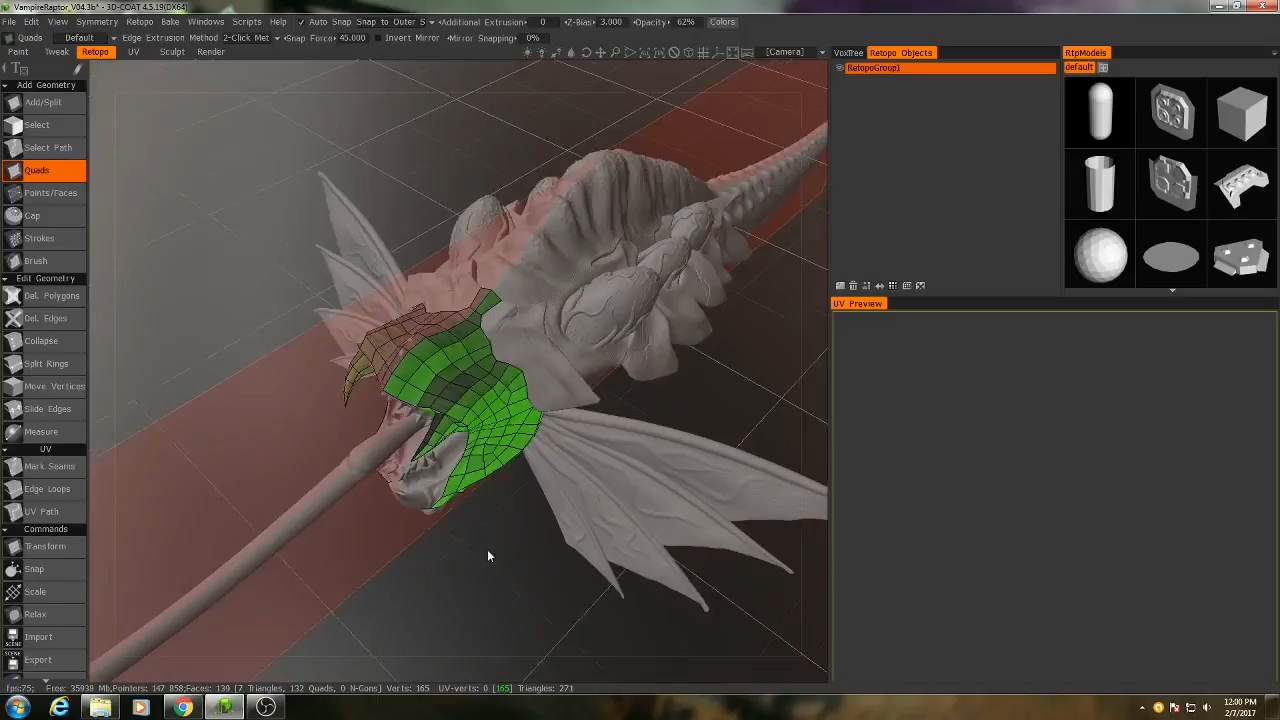 VampireRaptor_V04.3b* - 3D-COAT 4.5.19(DX64)
File Edit View Symmetry Retopo Bake Windows Scripts Help Auto Snap Snap to Outer S Additional Extrusion 0 Z-Bias 3.000 Opacity 62% Colors
Quads Default Edge Extrusion Method 2-Click Met Snap Force 45.000 Invert Mirror Mirror Snapping 0%
Paint Tweak Retopo UV Sculpt Render [Camera] VoxTree Retopo Objects RtpModels
RetopoGroup1 default
Add Geometry
Add/Split
Select
Select Path
Quads
Points/Faces
Cap
Strokes
Brush
Edit Geometry
Del. Polygons
Del. Edges
UV Preview
Collapse
Split Rings
Move Vertices
Slide Edges
Measure
UV
Mark Seams
Edge Loops
UV Path
Commands
Transform
Snap
Scale
Relax
SCENE
Import
SCENE
Export
fps:75; Free: 35938 Mb,Pointers: 147 858;Faces: 139 [7 Triangles, 132 Quads, 0 N-Gons] Verts: 165 UV-verts: 0 [165] Triangles: 271
12:00 PM
2/7/2017